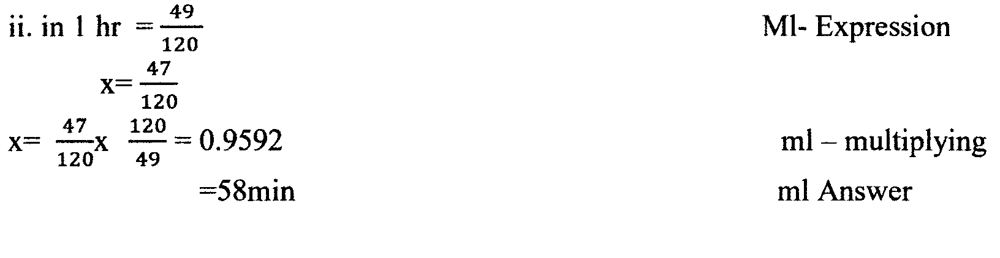 ii. in 1 hr = 49/120 Ml- Expression
x= 47/120
x= 47/120 x 120/49 = 0.9592 ml – multiplying
=58min ml Answer